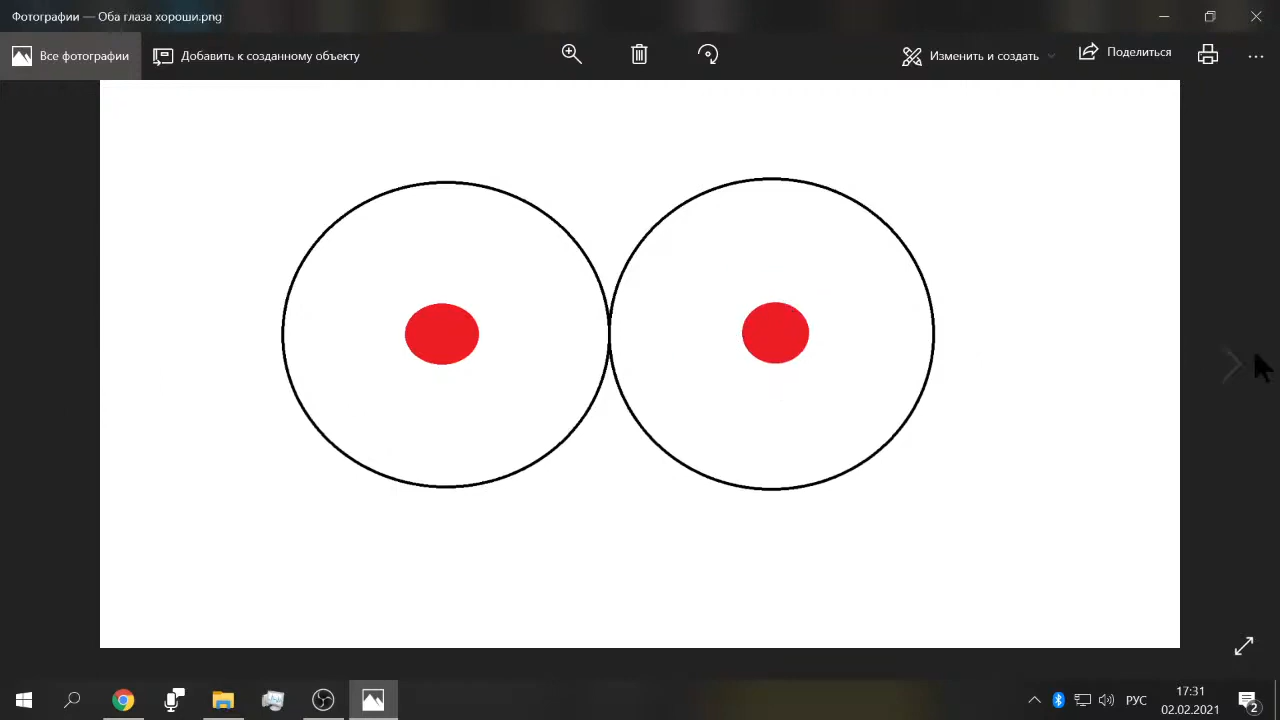 Фотографии — Оба глаза хороши.png
Все фотографии
Добавить к созданному объекту
Изменить и создать
Поделиться
РУС
17:31
02.02.2021
2